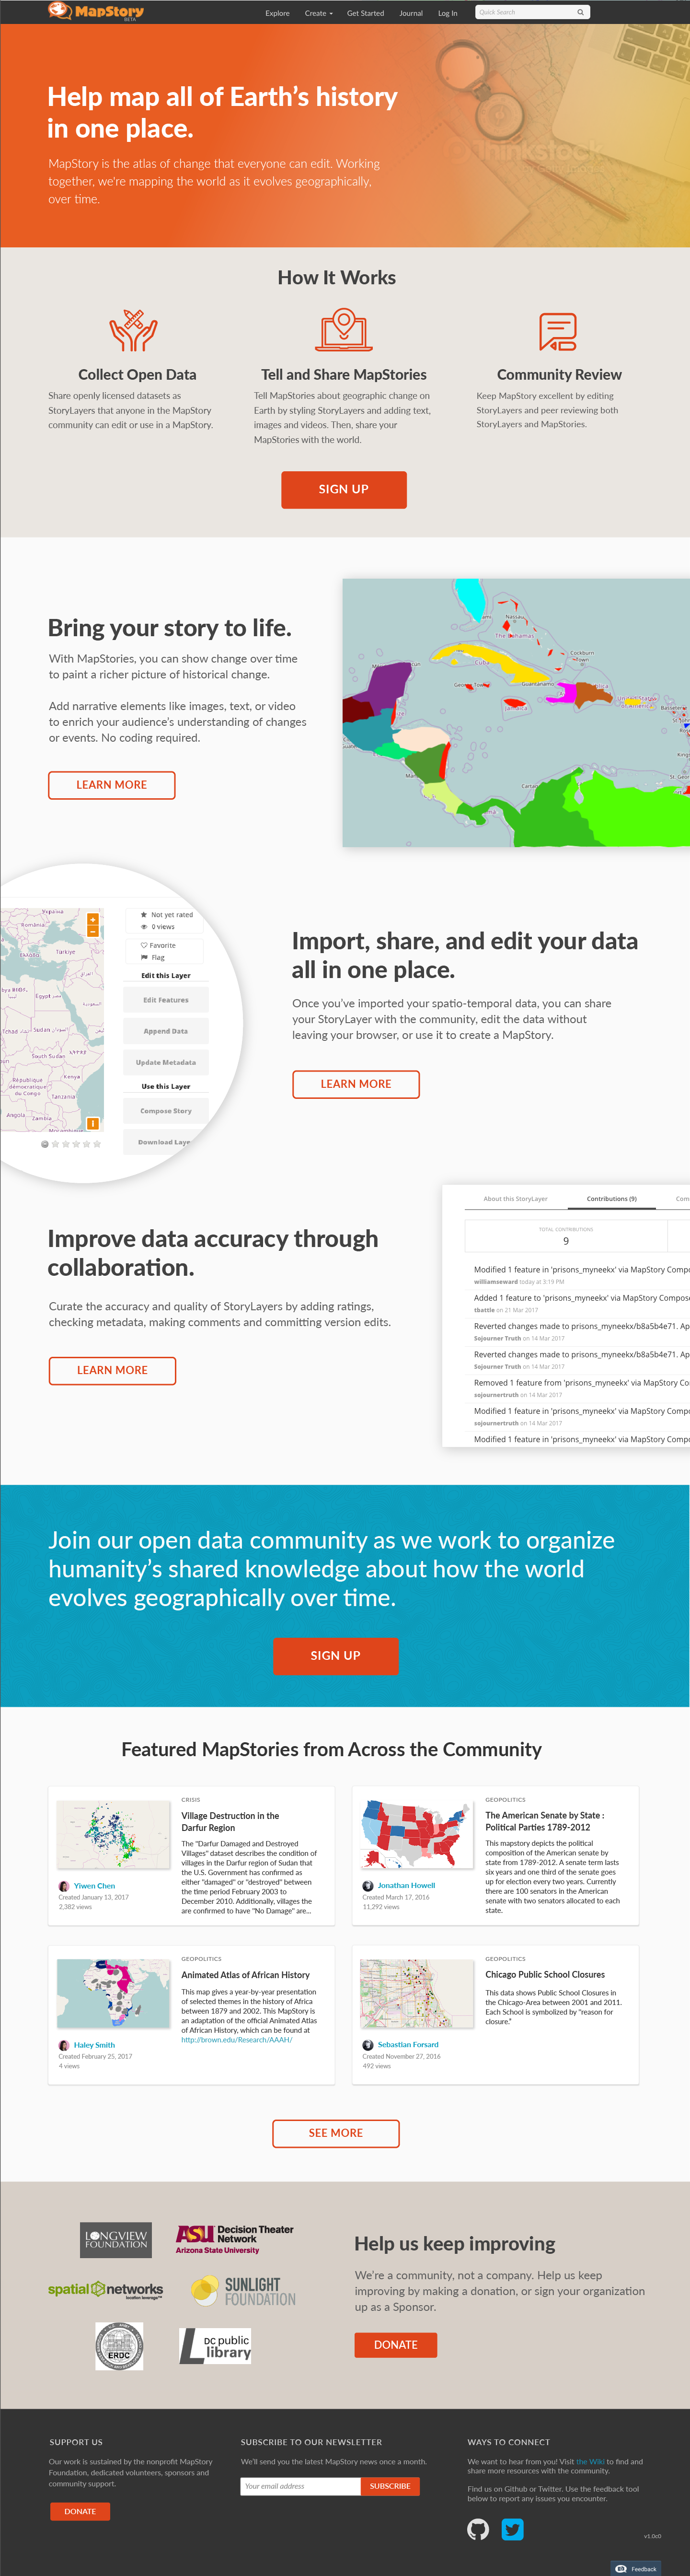 MapStory
BETA
Explore Create Get Started Journal Log In Quick Search
Help map all of Earth’s history
in one place.
MapStory is the atlas of change that everyone can edit. Working
together, we're mapping the world as it evolves geographically,
over time.
thinkstock
How It Works
Collect Open Data
Share openly licensed datasets as
StoryLayers that anyone in the MapStory
community can edit or use in a MapStory.
Tell and Share MapStories
Tell MapStories about geographic change on
Earth by styling StoryLayers and adding text,
images and videos. Then, share your
MapStories with the world.
Community Review
Keep MapStory excellent by editing
StoryLayers and peer reviewing both
StoryLayers and MapStories.
SIGN UP
Bring your story to life.
With MapStories, you can show change over time
to paint a richer picture of historical change.
Add narrative elements like images, text, or video
to enrich your audience’s understanding of changes
or events. No coding required.
LEARN MORE
Nassau
The Bahamas
Cuba
Cockburn
Town
Guantanamo
Jamaica
Україна
România
Ελλάδα
Türkiye
Egypt
Tchad
Sudan
South Sudan
République
démocratique
du Congo
Tanzania
Angola
Zambia
Not yet rated
0 views
Favorite
Flag
Edit this Layer
Edit Features
Append Data
Update Metadata
Use this Layer
Compose Story
Download Laye
Import, share, and edit your data
all in one place.
Once you’ve imported your spatio-temporal data, you can share
your StoryLayer with the community, edit the data without
leaving your browser, or use it to create a MapStory.
LEARN MORE
Improve data accuracy through
collaboration.
Curate the accuracy and quality of StoryLayers by adding ratings,
checking metadata, making comments and committing version edits.
LEARN MORE
About this StoryLayer Contributions (9) Com
TOTAL CONTRIBUTIONS
9
Modified 1 feature in 'prisons_myneekx' via MapStory Compo
williamseward today at 3:19 PM
Added 1 feature to 'prisons_myneekx' via MapStory Compose
tbattle on 21 Mar 2017
Reverted changes made to prisons_myneekx/b8a5b4e71. Ap
Sojourner Truth on 14 Mar 2017
Reverted changes made to prisons_myneekx/b8a5b4e71. Ap
Sojourner Truth on 14 Mar 2017
Removed 1 feature from 'prisons_myneekx' via MapStory Co
sojournertruth on 14 Mar 2017
Modified 1 feature in 'prisons_myneekx' via MapStory Compo
sojournertruth on 14 Mar 2017
Modified 1 feature in 'prisons_myneekx' via MapStory Compo
Join our open data community as we work to organize
humanity’s shared knowledge about how the world
evolves geographically over time.
SIGN UP
Featured MapStories from Across the Community
CRISIS
Village Destruction in the
Darfur Region
The "Darfur Damaged and Destroyed
Villages" dataset describes the condition of
villages in the Darfur region of Sudan that
the U.S. Government has confirmed as
either "damaged" or "destroyed" between
the time period February 2003 to
December 2010. Additionally, villages the
are confirmed to have "No Damage" are...
Yiwen Chen
Created January 13, 2017
2,382 views
GEOPOLITICS
The American Senate by State :
Political Parties 1789-2012
This mapstory depicts the political
composition of the American senate by
state from 1789-2012. A senate term lasts
six years and one third of the senate goes
up for election every two years. Currently
there are 100 senators in the American
senate with two senators allocated to each
state.
Jonathan Howell
Created March 17, 2016
11,292 views
GEOPOLITICS
Animated Atlas of African History
This map gives a year-by-year presentation
of selected themes in the history of Africa
between 1879 and 2002. This MapStory is
an adaptation of the official Animated Atlas
of African History, which can be found at
http://brown.edu/Research/AAAH/
Haley Smith
Created February 25, 2017
4 views
GEOPOLITICS
Chicago Public School Closures
This data shows Public School Closures in
the Chicago-Area between 2001 and 2011.
Each School is symbolized by "reason for
closure."
Sebastian Forsard
Created November 27, 2016
492 views
SEE MORE
LONGVIEW
FOUNDATION
ASU Decision Theater
Network
Arizona State University
spatial networks
location leverage™
SUNLIGHT
FOUNDATION
ERDC
DC public
library
Help us keep improving
We’re a community, not a company. Help us keep
improving by making a donation, or sign your organization
up as a Sponsor.
DONATE
SUPPORT US
Our work is sustained by the nonprofit MapStory
Foundation, dedicated volunteers, sponsors and
community support.
DONATE
SUBSCRIBE TO OUR NEWSLETTER
We'll send you the latest MapStory news once a month.
Your email address SUBSCRIBE
WAYS TO CONNECT
We want to hear from you! Visit the Wiki to find and
share more resources with the community.
Find us on Github or Twitter. Use the feedback tool
below to report any issues you encounter.
v1.0c0
Feedback